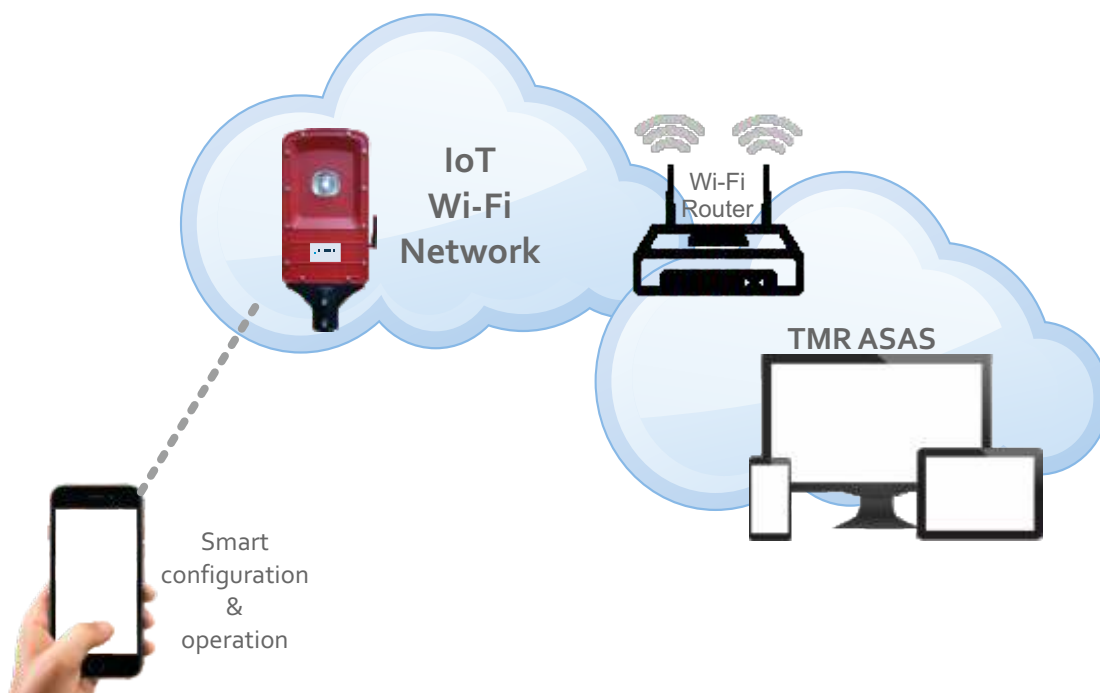 IoT
Wi-Fi
Network
Wi-Fi
Router
TMR ASAS
Smart
configuration
&
operation